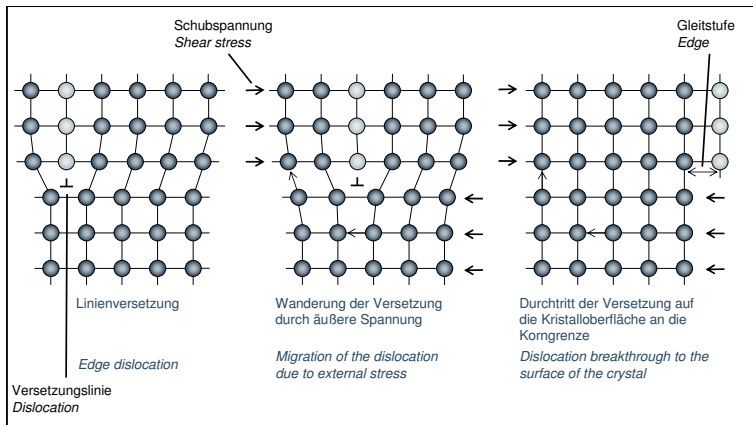 Schubspannung
Shear stress
Gleitstufe
Edge
Linienversetzung
Edge dislocation
Versetzungslinie
Dislocation
Wanderung der Versetzung
durch äußere Spannung
Migration of the dislocation
due to external stress
Durchtritt der Versetzung auf
die Kristalloberfläche an die
Korngrenze
Dislocation breakthrough to the
surface of the crystal